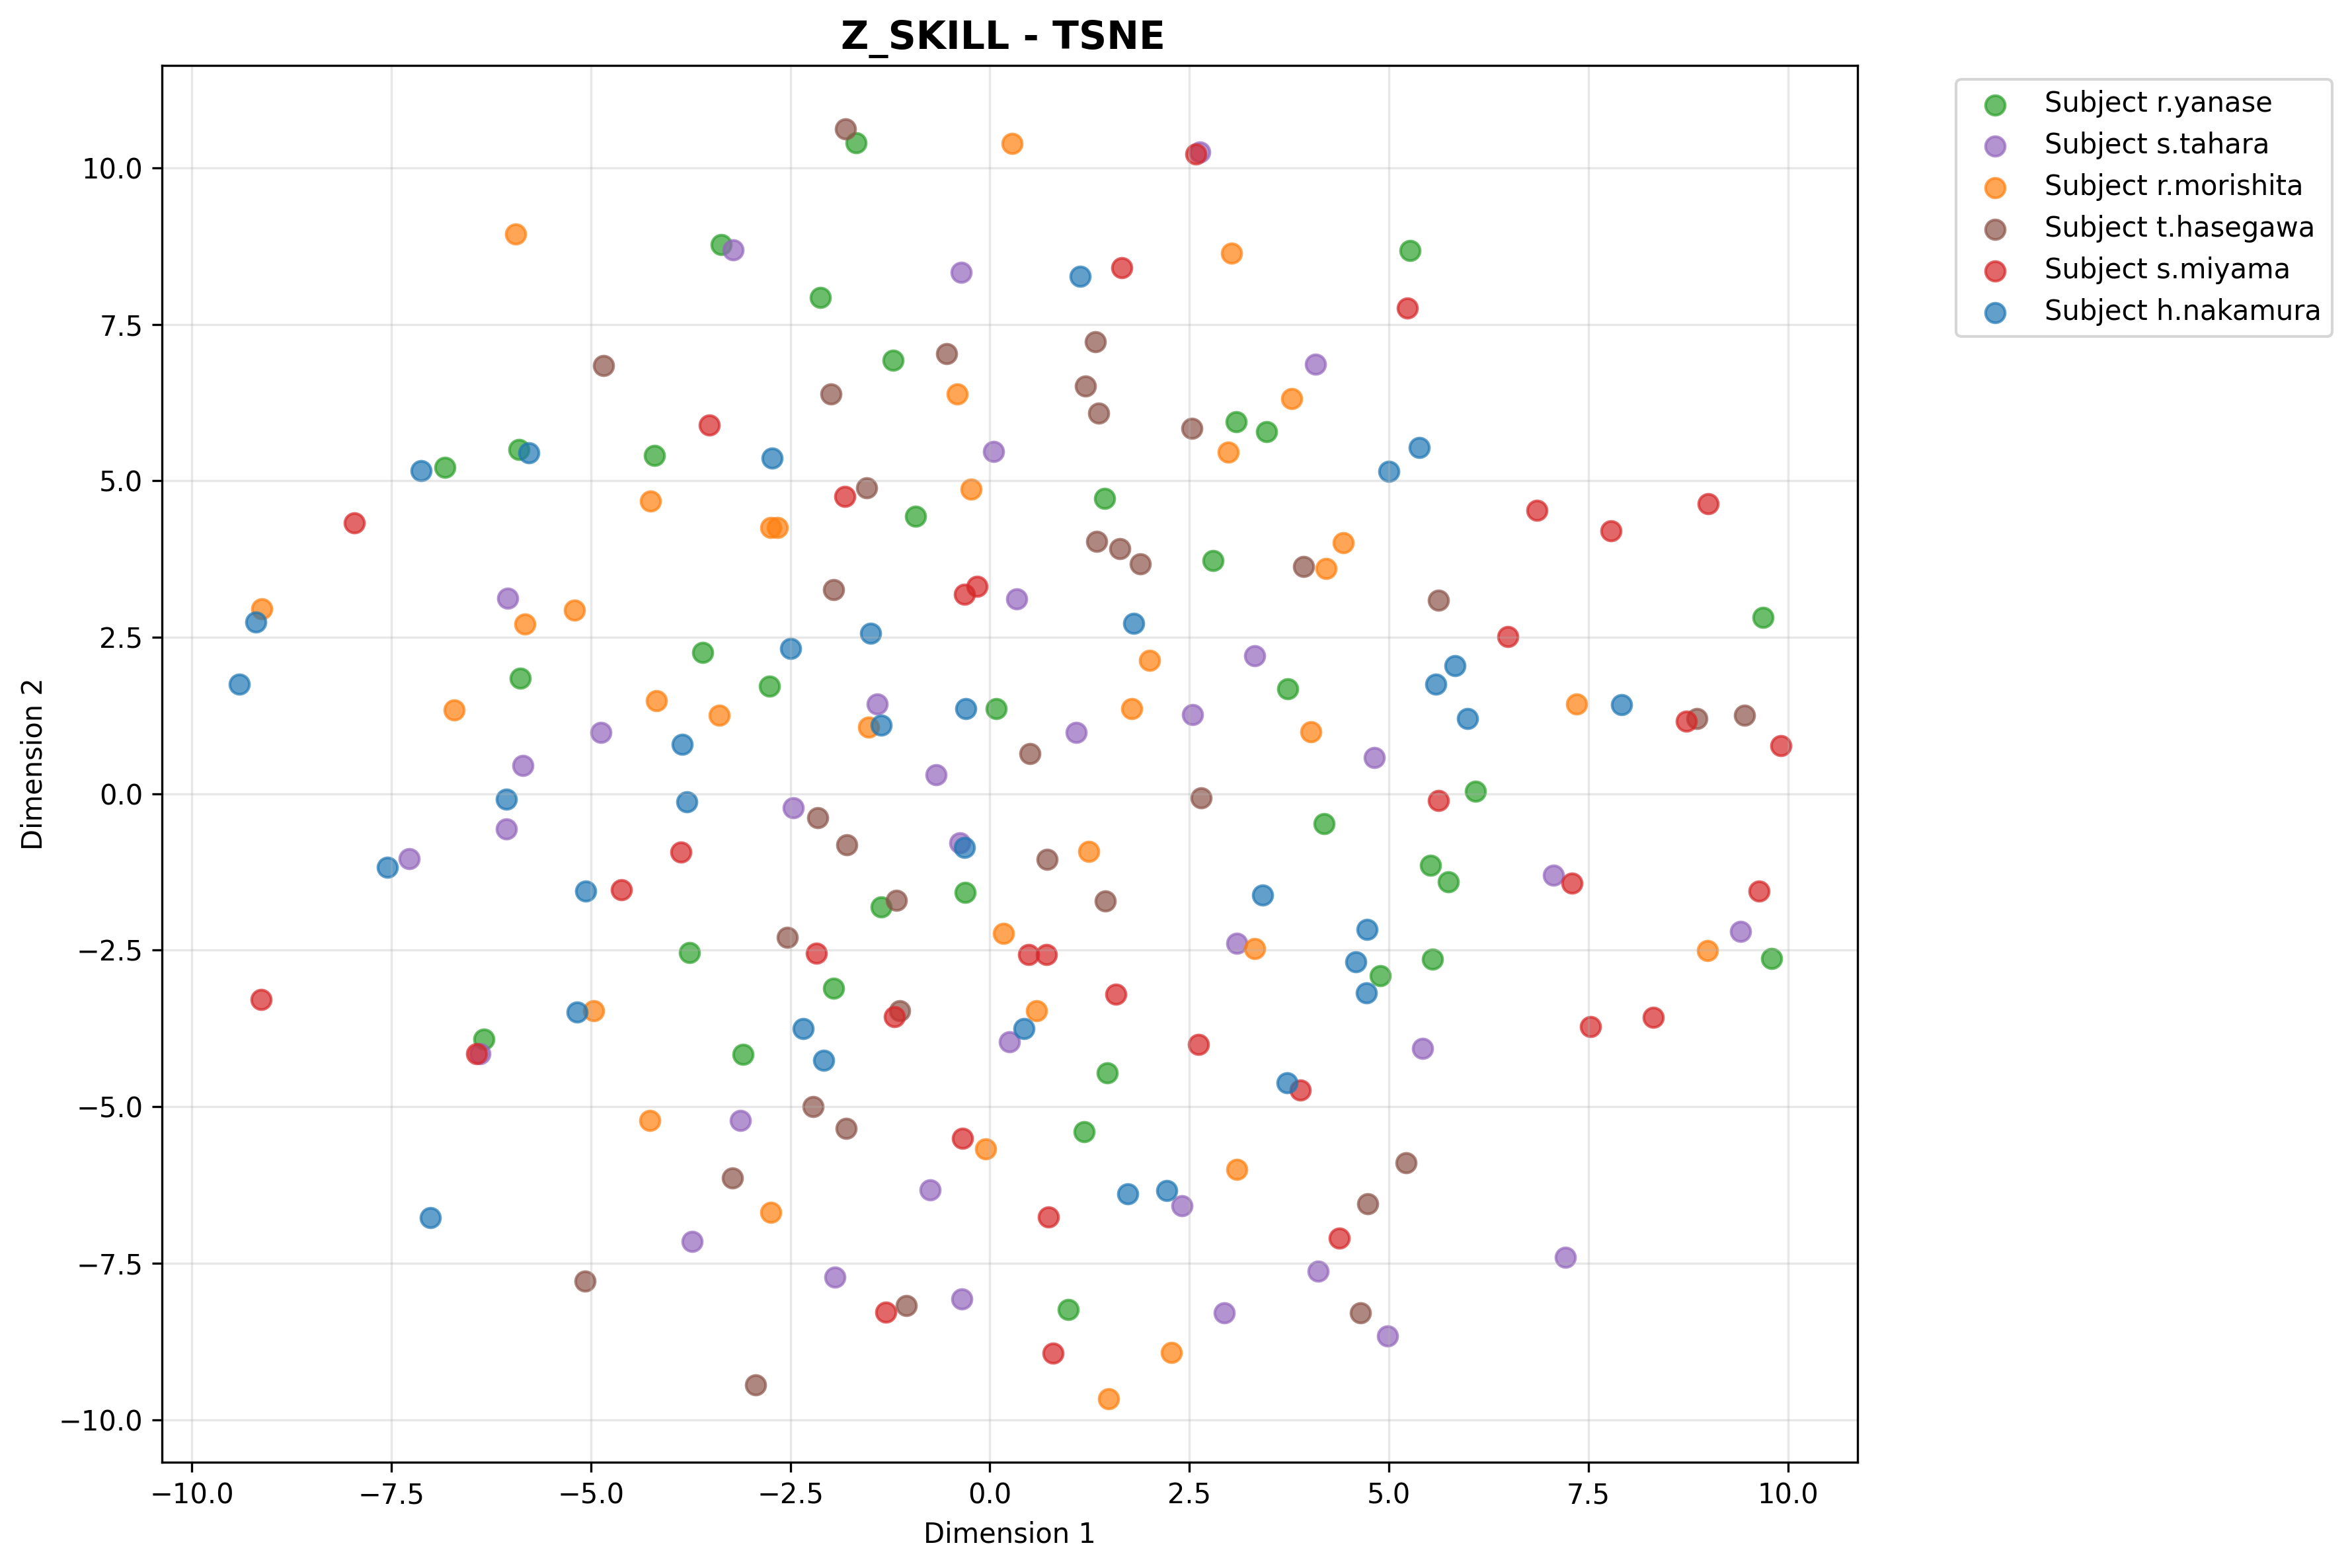 Z_SKILL - TSNE
Subject r.yanase
Subject s.tahara
Subject r.morishita
Subject t.hasegawa
Subject s.miyama
Subject h.nakamura
10.0
7.5
5.0
2.5
0.0
−2.5
−5.0
−7.5
−10.0
Dimension 2
−10.0 −7.5 −5.0 −2.5 0.0 2.5 5.0 7.5 10.0
Dimension 1